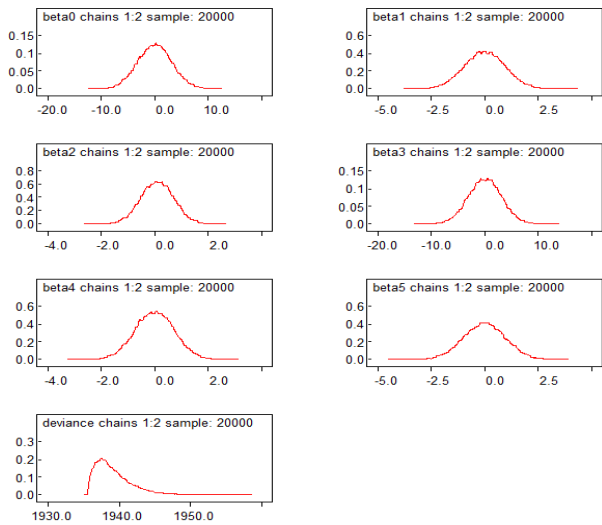 beta0 chains 1:2 sample: 20000
0.15
0.1
0.05
0.0
-20.0 -10.0 0.0 10.0
beta1 chains 1:2 sample: 20000
0.6
0.4
0.2
0.0
-5.0 -2.5 0.0 2.5
beta2 chains 1:2 sample: 20000
0.8
0.6
0.4
0.2
0.0
-4.0 -2.0 0.0 2.0
beta3 chains 1:2 sample: 20000
0.15
0.1
0.05
0.0
-20.0 -10.0 0.0 10.0
beta4 chains 1:2 sample: 20000
0.6
0.4
0.2
0.0
-4.0 -2.0 0.0 2.0
beta5 chains 1:2 sample: 20000
0.6
0.4
0.2
0.0
-5.0 -2.5 0.0 2.5
deviance chains 1:2 sample: 20000
0.3
0.2
0.1
0.0
1930.0 1940.0 1950.0